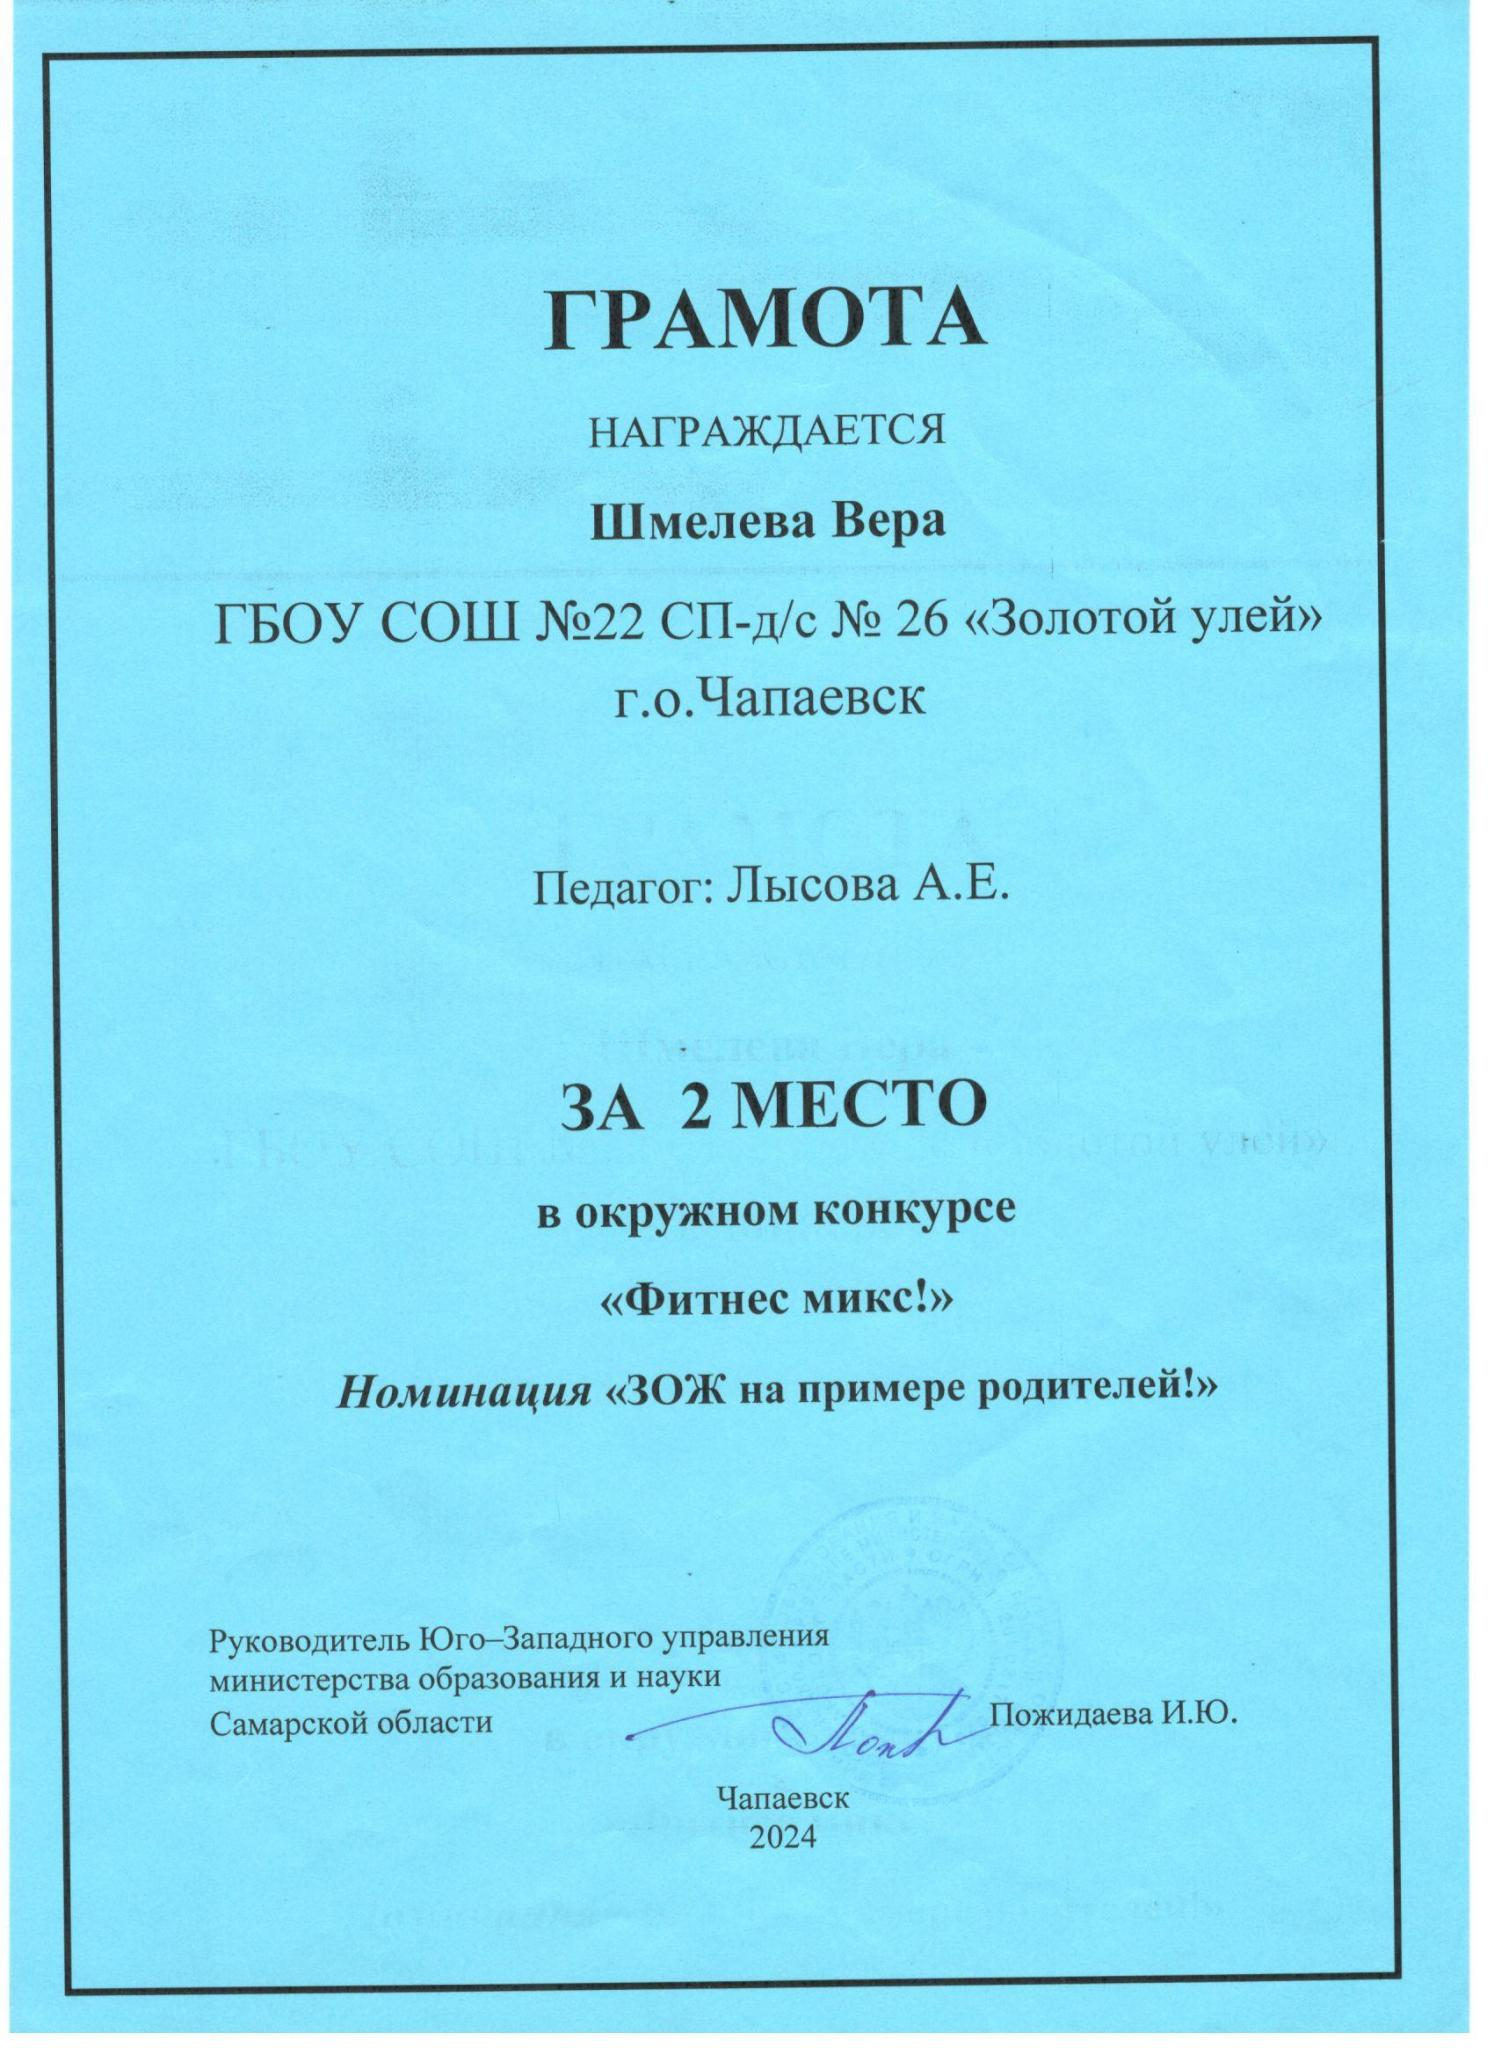 ГРАМОТА
НАГРАЖДАЕТСЯ
Шмелева Вера
ГБОУ СОШ №22 СП-д/с № 26 «Золотой улей»
г.о.Чапаевск
Педагог: Лысова А.Е.
ЗА 2 МЕСТО
в окружном конкурсе
«Фитнес микс!»
Номинация «ЗОЖ на примере родителей!»
Руководитель Юго–Западного управления
министерства образования и науки
Самарской области
Пожидаева И.Ю.
Чапаевск
2024